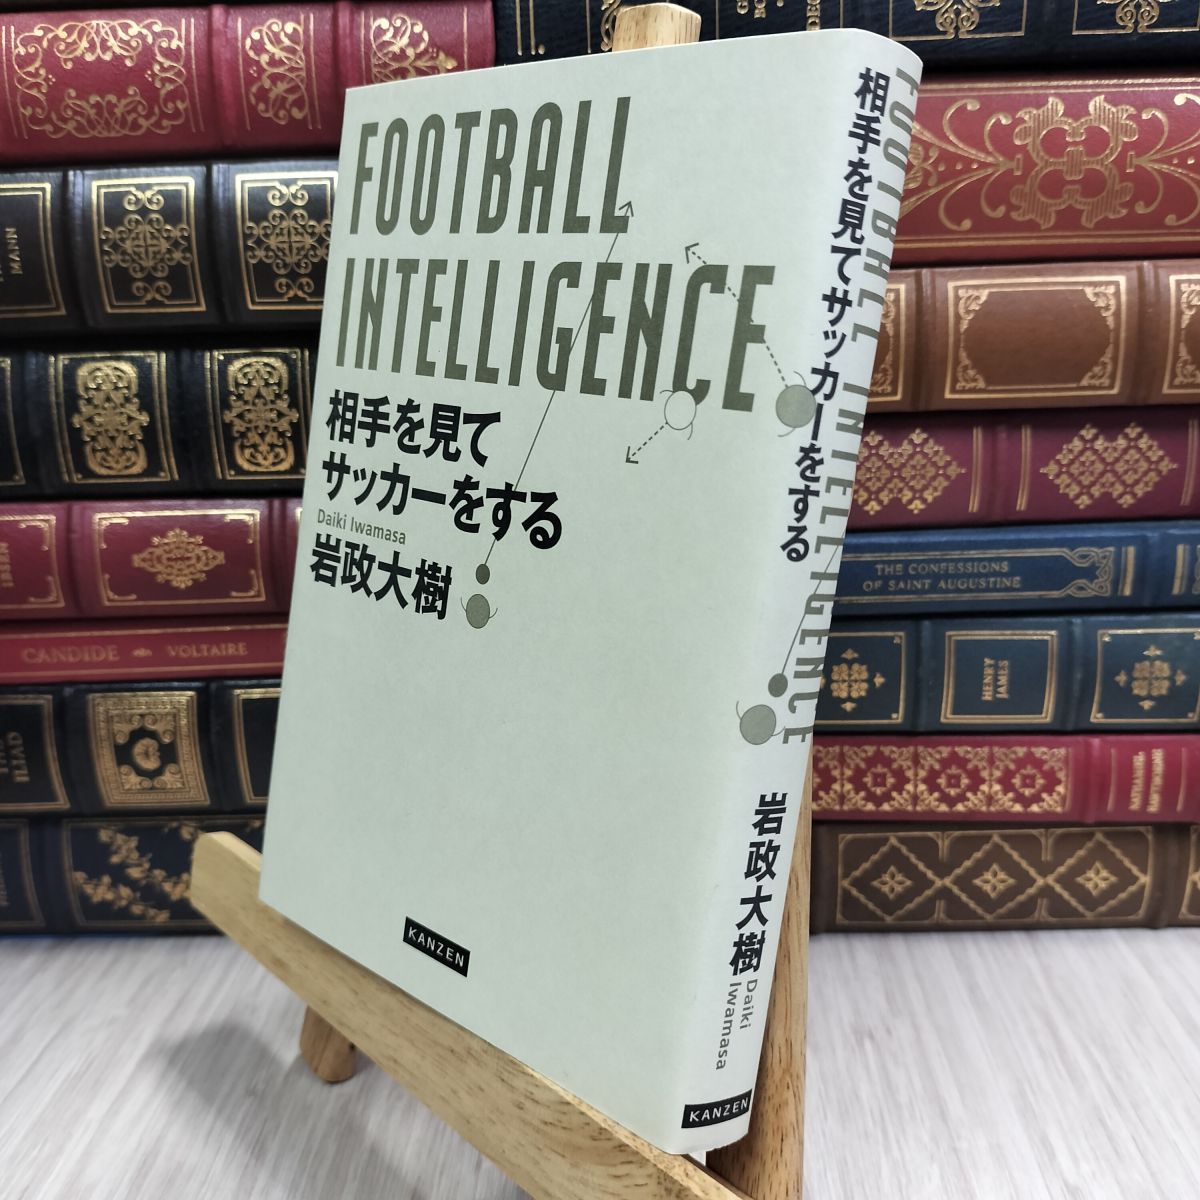 FOOTBALL
INTELLIGENCE
相手を見て
サッカーをする
Daiki Iwamasa
岩政大樹
KANZEN
FOOTBALL INTELLIGENCE
相手を見てサッカーをする
岩政大樹
Daiki
Iwamasa
KANZEN
MANN
CANDIDE
VOLTAIRE
ILIAD
THE CONFESSIONS
OF SAINT AUGUSTINE
HENRY
JAMES